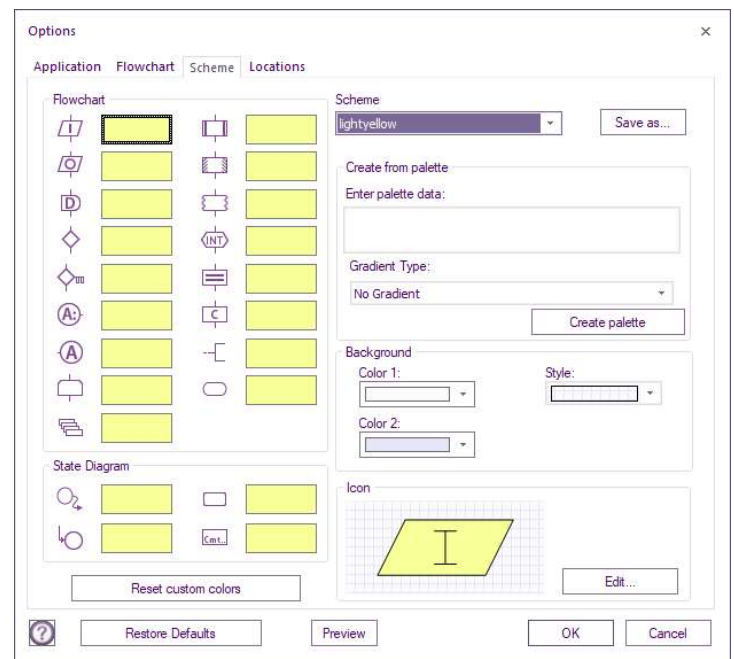 Options
Application Flowchart Scheme Locations
Flowchart
I
O
D
INT
A:
C
A
State Diagram
Cmt..
Reset custom colors
Scheme
lightyellow
Save as...
Create from palette
Enter palette data:
Gradient Type:
No Gradient
Create palette
Background
Color 1:
Style:
Color 2:
Icon
I
Edit...
?
Restore Defaults
Preview
OK
Cancel